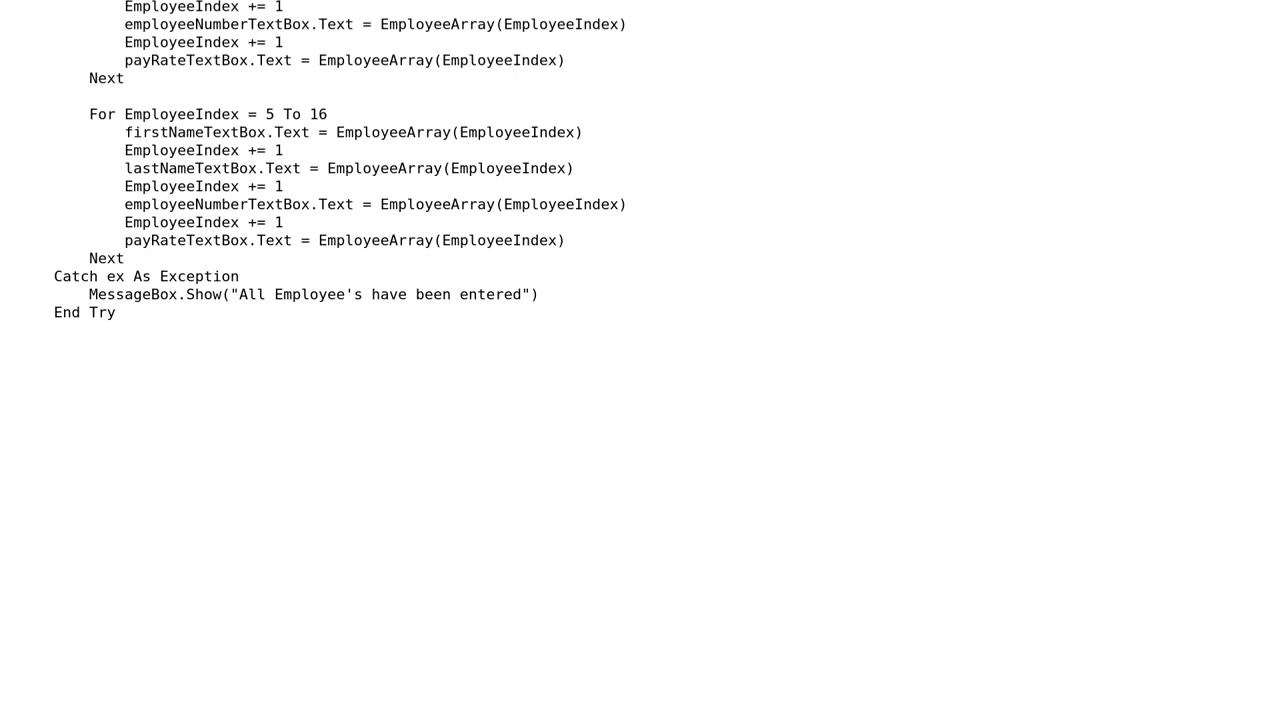 EmployeeIndex += 1
employeeNumberTextBox.Text = EmployeeArray(EmployeeIndex)
EmployeeIndex += 1
payRateTextBox.Text = EmployeeArray(EmployeeIndex)
Next
For EmployeeIndex = 5 To 16
firstNameTextBox.Text = EmployeeArray(EmployeeIndex)
EmployeeIndex += 1
lastNameTextBox.Text = EmployeeArray(EmployeeIndex)
EmployeeIndex += 1
employeeNumberTextBox.Text = EmployeeArray(EmployeeIndex)
EmployeeIndex += 1
payRateTextBox.Text = EmployeeArray(EmployeeIndex)
Next
Catch ex As Exception
MessageBox.Show("All Employee's have been entered")
End Try